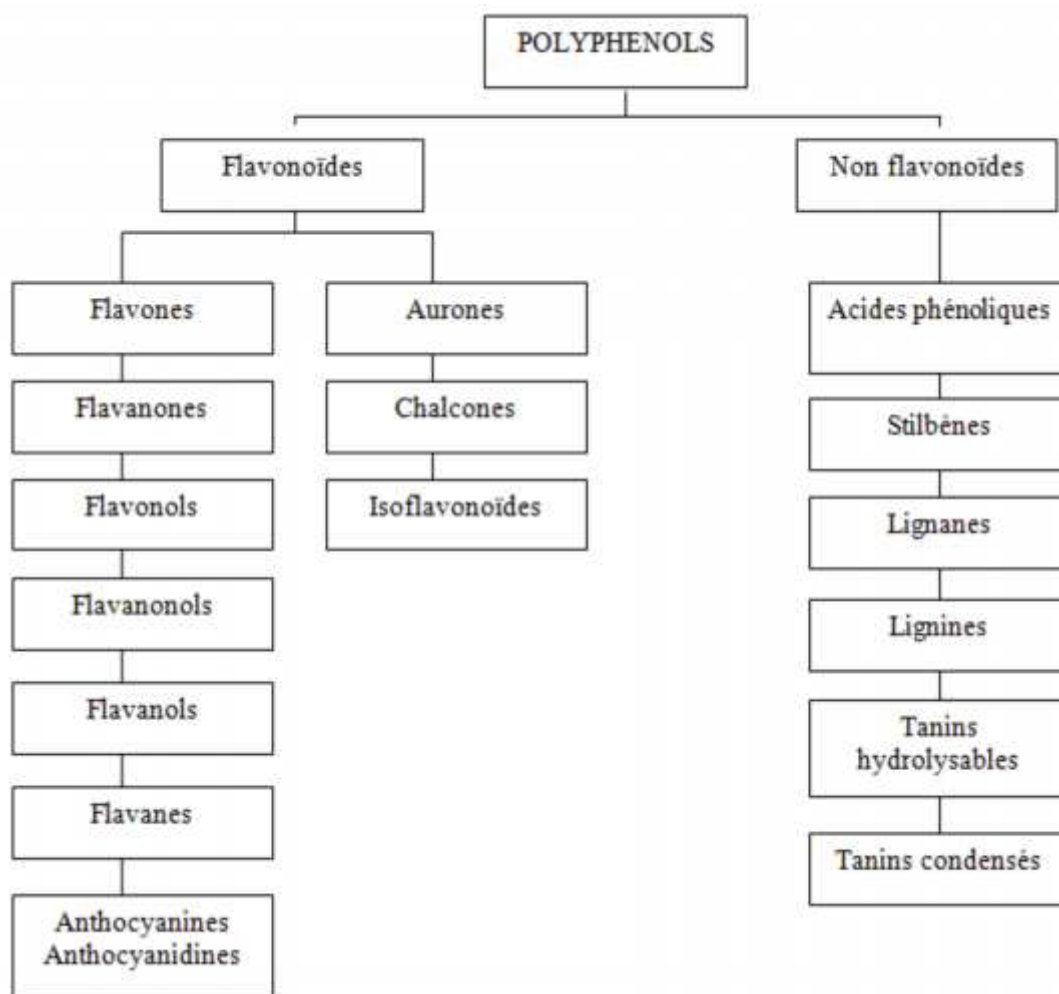 POLYPHENOLS
Flavonoïdes
Non flavonoïdes
Flavones
Aurones
Acides phénoliques
Flavanones
Chalcones
Stilbènes
Flavonols
Isoflavonoïdes
Lignanes
Flavanonols
Lignines
Flavanols
Tanins
hydrolysables
Flavanes
Tanins condensés
Anthocyanines
Anthocyanidines